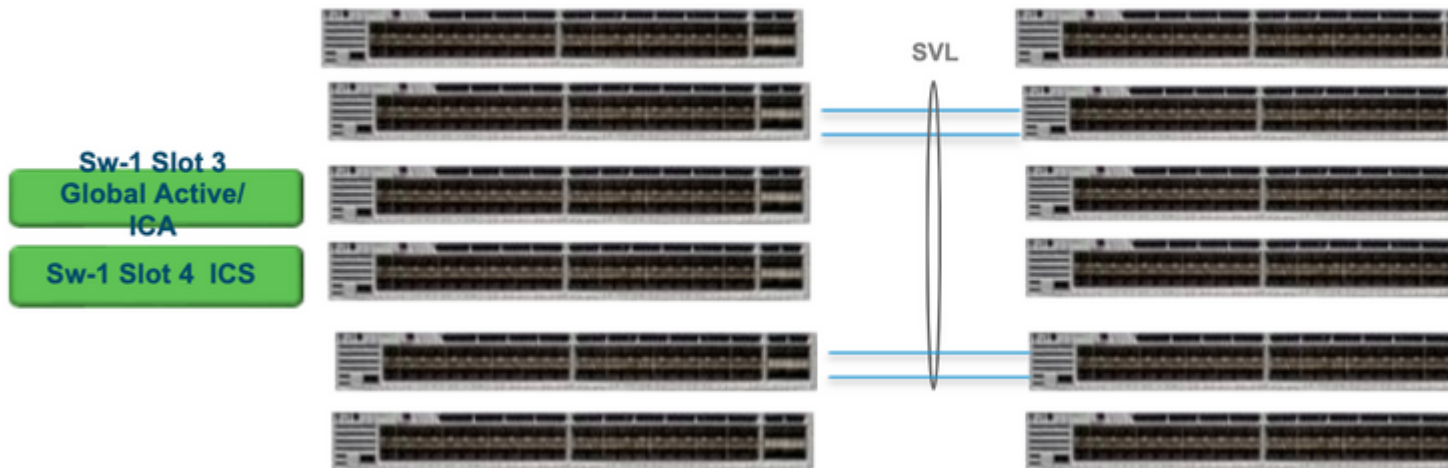 SVL
Sw-1 Slot 3
Global Active/
ICA
Sw-1 Slot 4 ICS